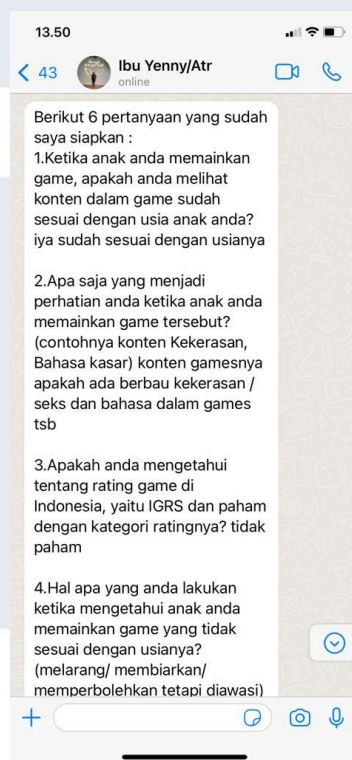 13.50
43
Ibu Yenny/Atr
online
Berikut 6 pertanyaan yang sudah
saya siapkan :
1.Ketika anak anda memainkan
game, apakah anda melihat
konten dalam game sudah
sesuai dengan usia anak anda?
iya sudah sesuai dengan usianya
2.Apa saja yang menjadi
perhatian anda ketika anak anda
memainkan game tersebut?
(contohnya konten Kekerasan,
Bahasa kasar) konten gamesnya
apakah ada berbau kekerasan /
seks dan bahasa dalam games
tsb
3.Apakah anda mengetahui
tentang rating game di
Indonesia, yaitu IGRS dan paham
dengan kategori ratingnya? tidak
paham
4.Hal apa yang anda lakukan
ketika mengetahui anak anda
memainkan game yang tidak
sesuai dengan usianya?
(melarang/ membiarkan/
memperbolehkan tetapi diawasi)